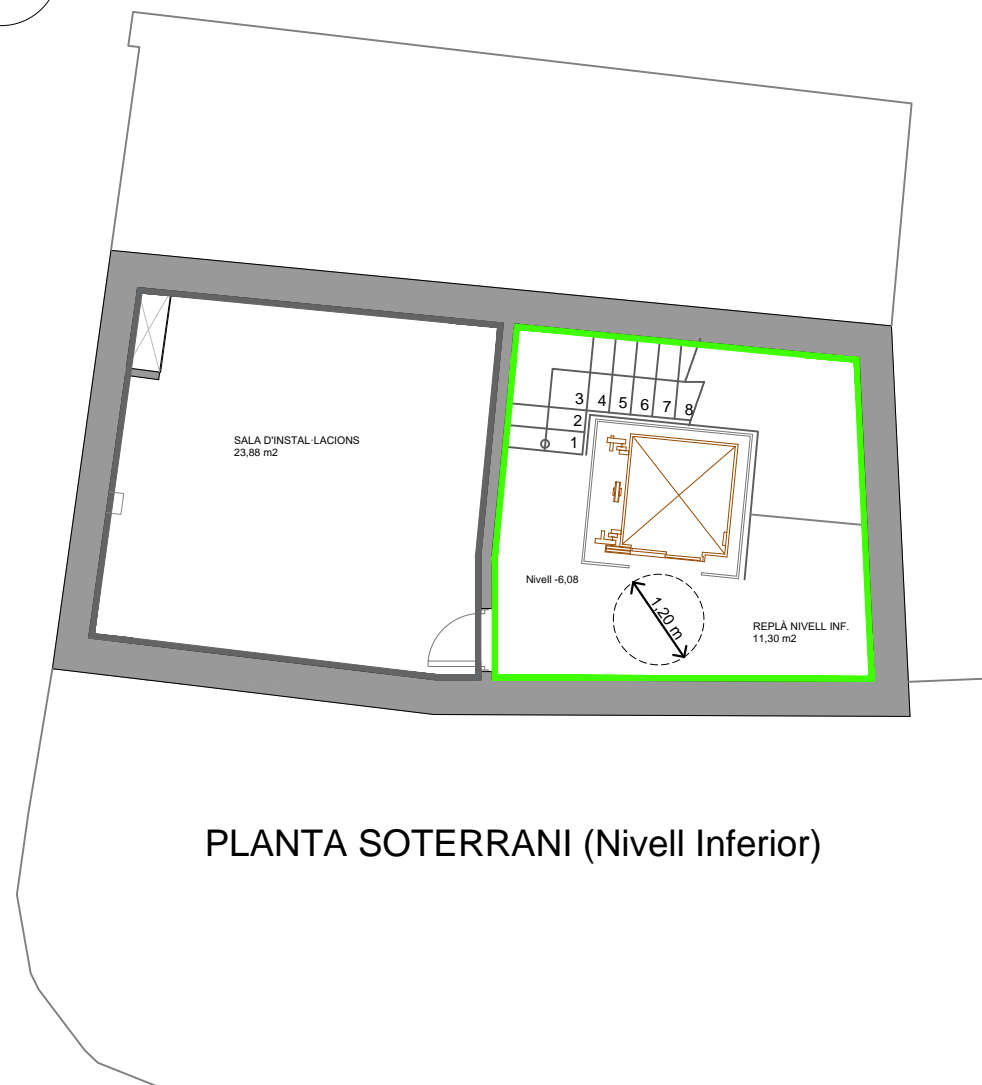 3
4
5
6
7
8
2
1
SALA D'INSTAL·LACIONS
23,88 m2
Nivell -6,08
1,20 m
REPLÀ NIVELL INF.
11,30 m2
PLANTA SOTERRANI (Nivell Inferior)